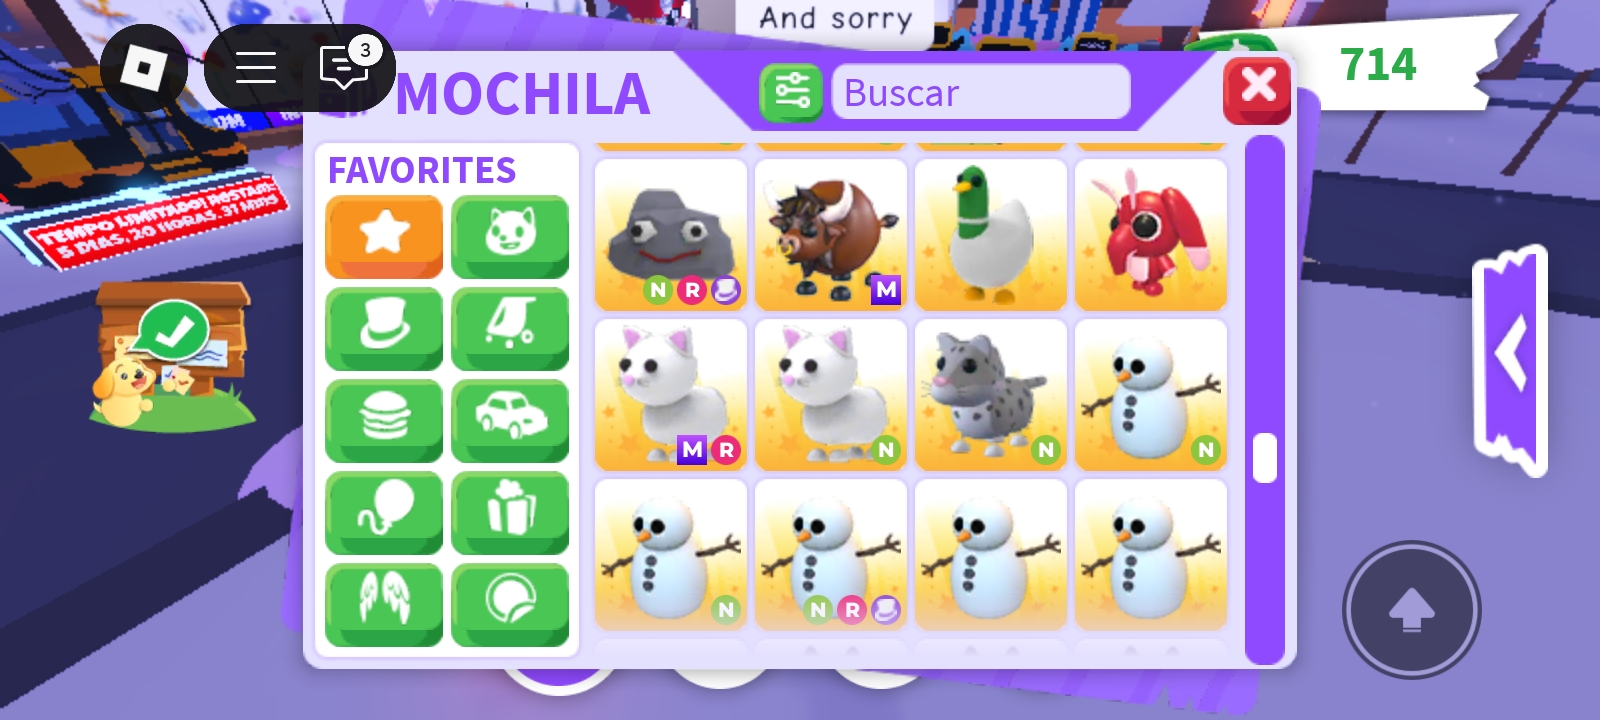 And sorry
3
MOCHILA
Buscar
714
FAVORITES
TEMPO LIMITADO! RESTAM:
5 DIAS, 20 HORAS, 31 MINS
N R
M
M R
N
N
N
N
N R